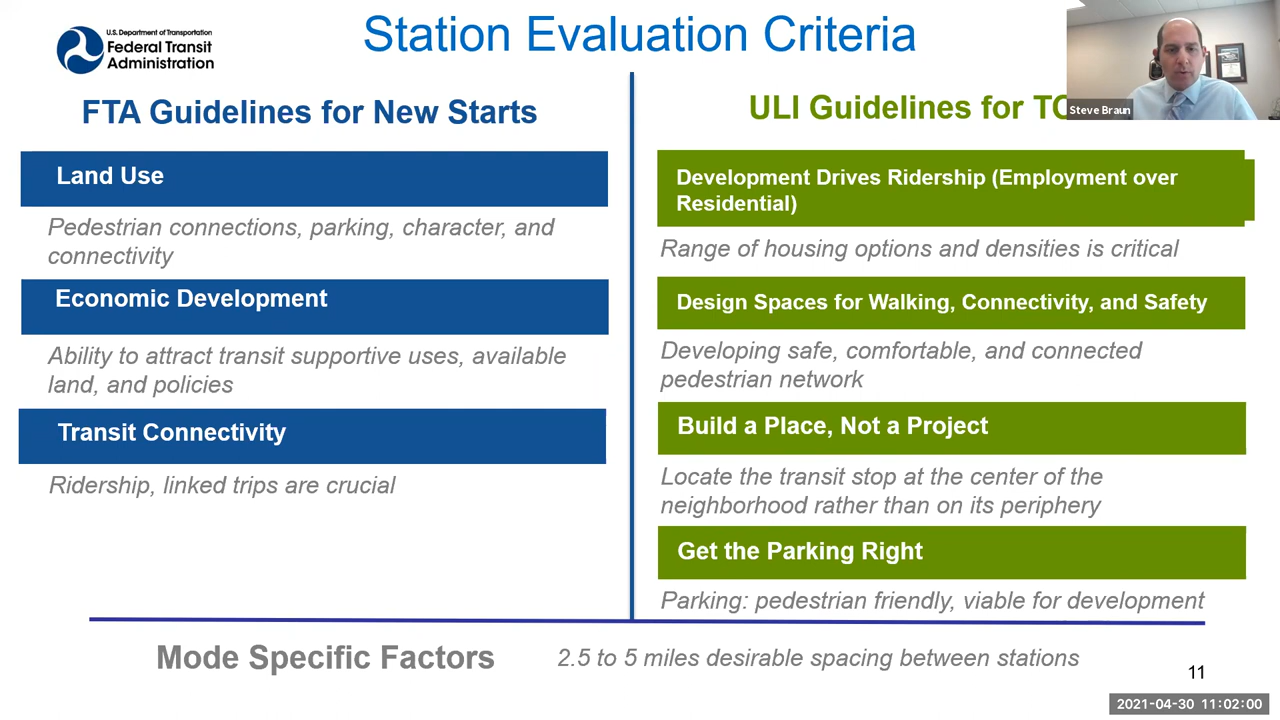 U.S. Department of Transportation
Federal Transit
Administration
Station Evaluation Criteria
Steve Braun
FTA Guidelines for New Starts
Land Use
Pedestrian connections, parking, character, and
connectivity
Economic Development
Ability to attract transit supportive uses, available
land, and policies
Transit Connectivity
Ridership, linked trips are crucial
ULI Guidelines for
Development Drives Ridership (Employment over
Residential)
Range of housing options and densities is critical
Design Spaces for Walking, Connectivity, and Safety
Developing safe, comfortable, and connected
pedestrian network
Build a Place, Not a Project
Locate the transit stop at the center of the
neighborhood rather than on its periphery
Get the Parking Right
Parking: pedestrian friendly, viable for development
Mode Specific Factors
2.5 to 5 miles desirable spacing between stations
11
2021-04-30 11:02:00